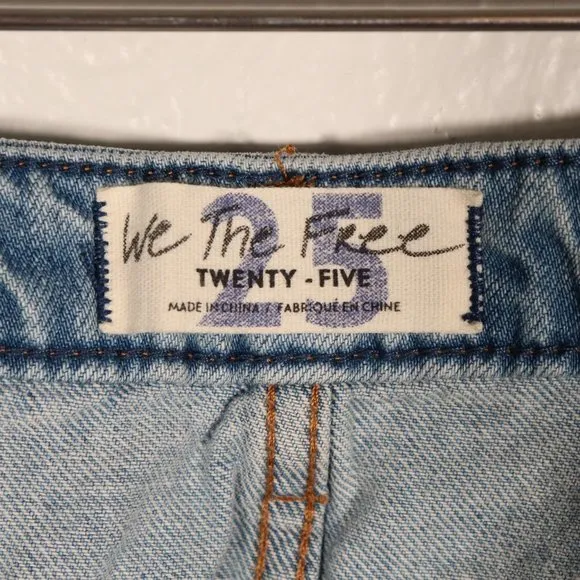 25
We The Free
TWENTY - FIVE
MADE IN CHINA / FABRIQUÉ EN CHINE